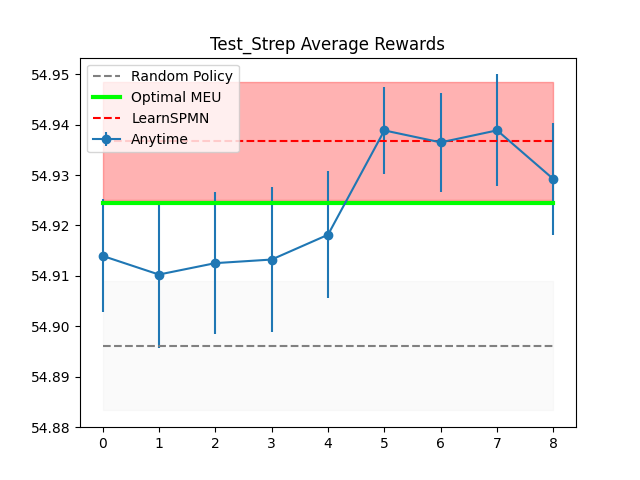 Test_Strep Average Rewards
54.95
54.94
54.93
54.92
54.91
54.90
54.89
54.88
Random Policy
Optimal MEU
LearnSPMN
Anytime
0 1 2 3 4 5 6 7 8